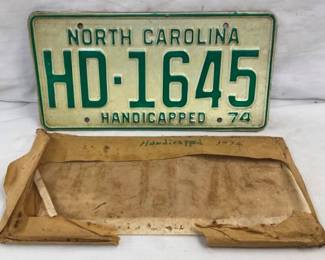 NORTH CAROLINA
HD-1645
HANDICAPPED 74
Handicapped 1974